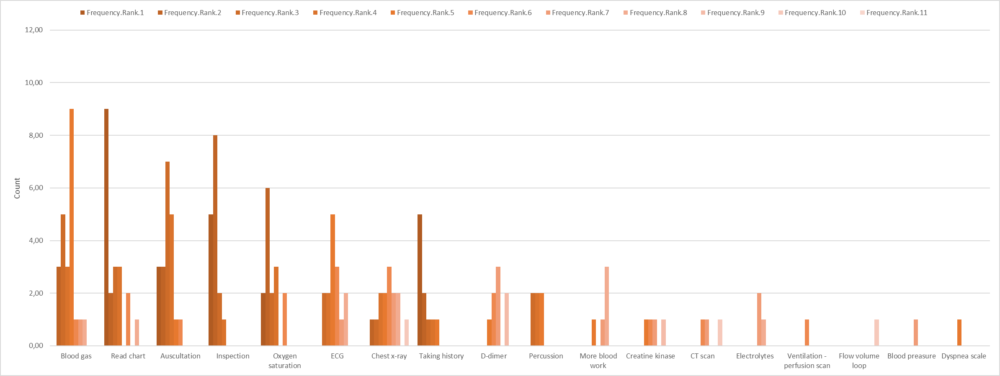 Frequency.Rank.1 Frequency.Rank.2 Frequency.Rank.3 Frequency.Rank.4 Frequency.Rank.5 Frequency.Rank.6 Frequency.Rank.7 Frequency.Rank.8 Frequency.Rank.9 Frequency.Rank.10 Frequency.Rank.11
12,00
10,00
8,00
6,00
Count
4,00
2,00
0,00
Blood gas Read chart Auscultation Inspection Oxygen ECG Chest x-ray Taking history D-dimer Percussion More blood Creatine kinase CT scan Electrolytes Ventilation - Flow volume Blood preasure Dyspnea scale
saturation work perfusion scan loop